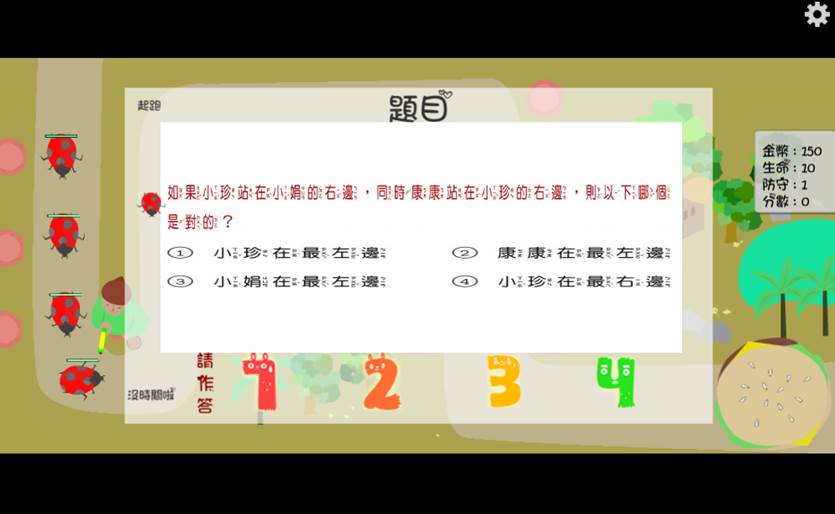 起跑
題目
如果小珍站在小娟的右邊，同時康康站在小珍的右邊，則以下哪個
是對的？
① 小珍在最左邊
② 康康在最左邊
③ 小娟在最左邊
④ 小珍在最右邊
金幣：150
生命：10
防守：1
分數：0
沒時間啦
請作答
1 2 3 4